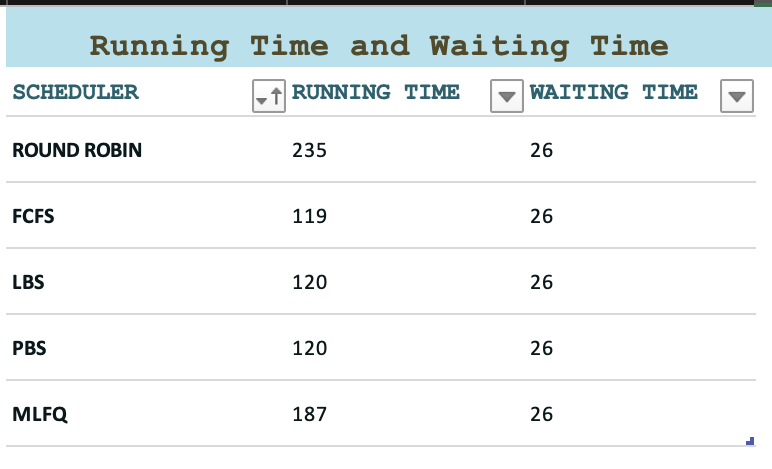 Running Time and Waiting Time
SCHEDULER RUNNING TIME WAITING TIME
ROUND ROBIN 235 26
FCFS 119 26
LBS 120 26
PBS 120 26
MLFQ 187 26